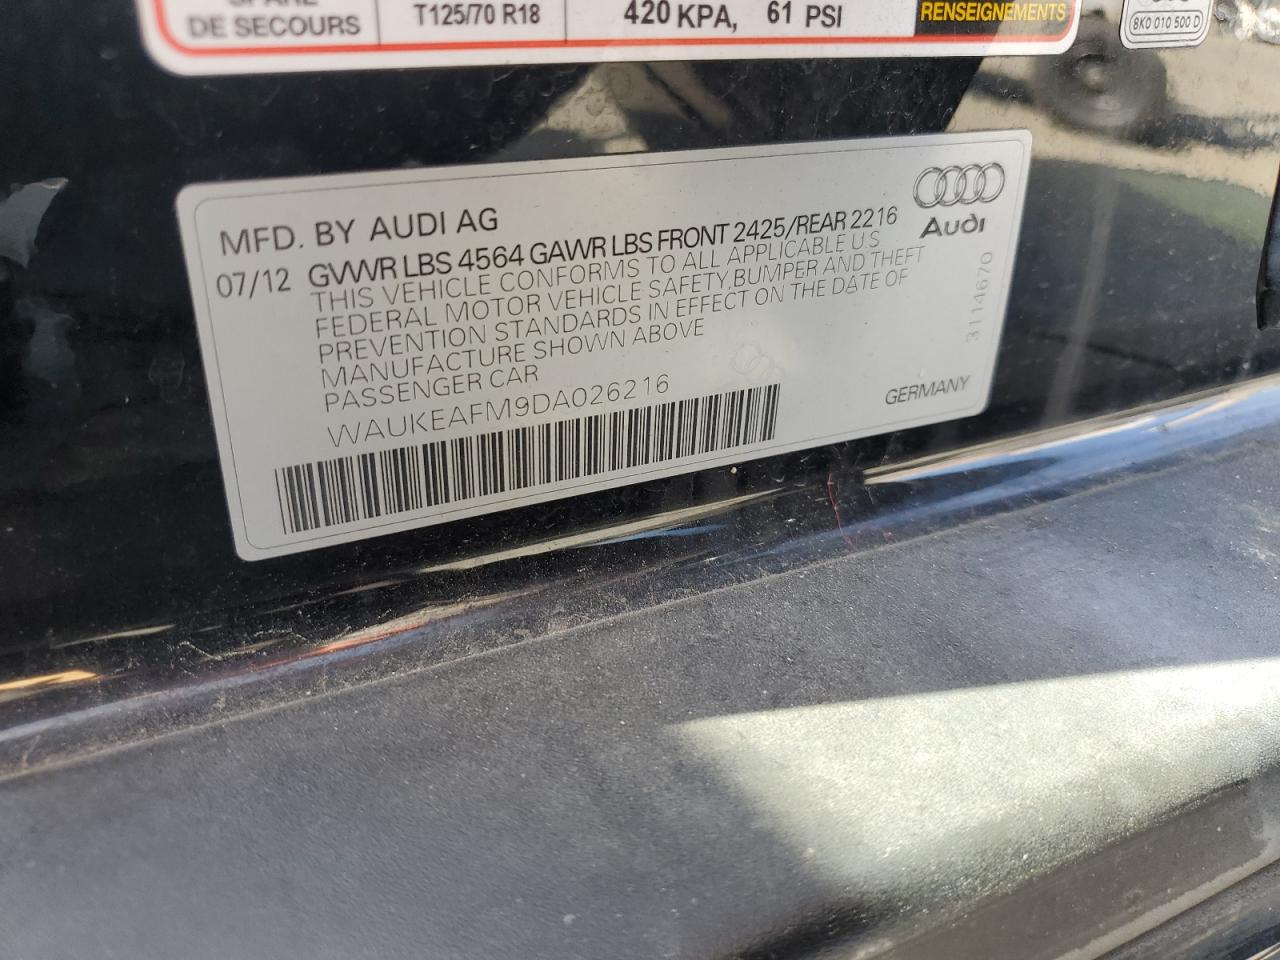 DE SECOURS
T125/70 R18
420 KPA, 61 PSI
RENSEIGNEMENTS
8K0 010 500 D
MFD. BY AUDI AG
07/12 GVWR LBS 4564 GAWR LBS FRONT 2425/REAR 2216
THIS VEHICLE CONFORMS TO ALL APPLICABLE U.S
FEDERAL MOTOR VEHICLE SAFETY,BUMPER AND THEFT
PREVENTION STANDARDS IN EFFECT ON THE DATE OF
MANUFACTURE SHOWN ABOVE
PASSENGER CAR
WAUKEAFM9DA026216
Audi
3114670
GERMANY